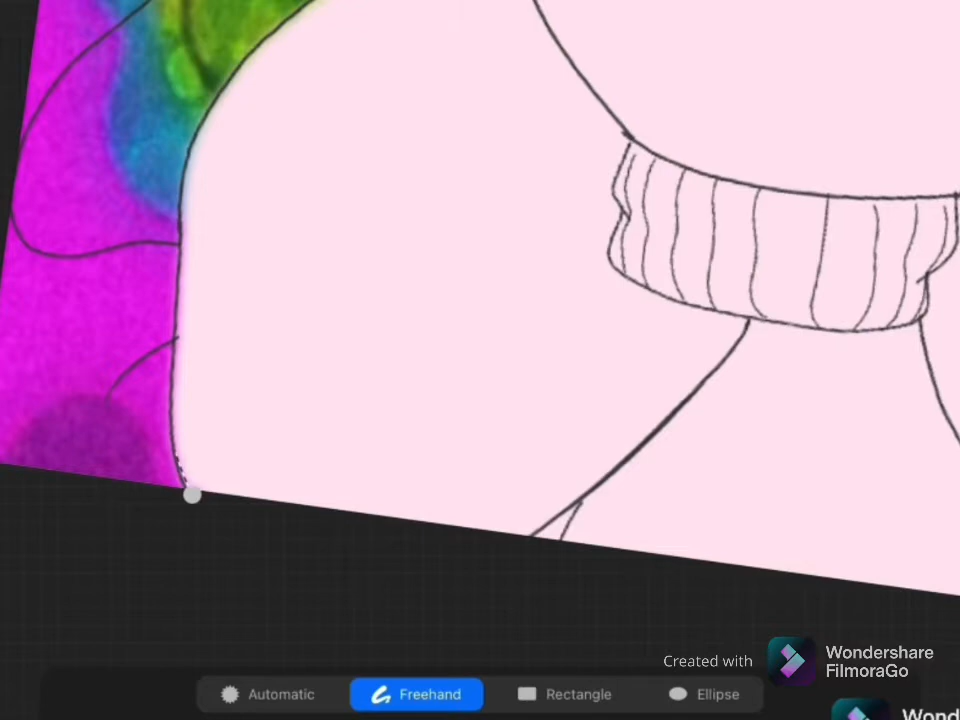 Created with
Wondershare
FilmoraGo
Automatic
Freehand
Rectangle
Ellipse